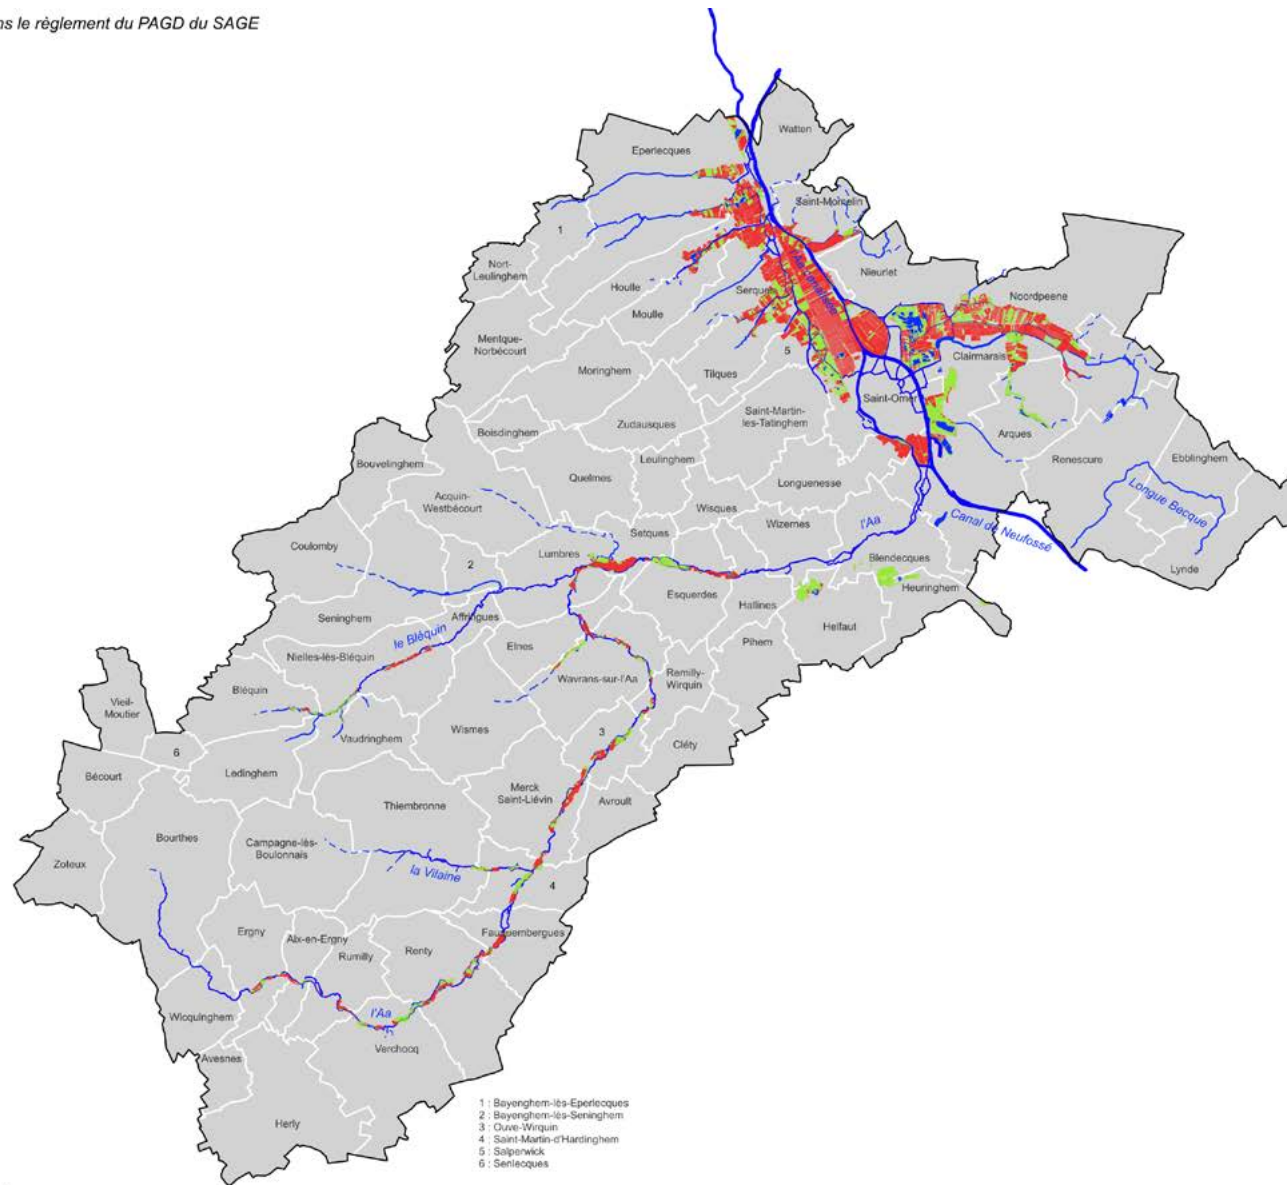 ns le règlement du PAGD du SAGE
Watten
Eperlecques
Saint-Momelin
1
Nort-
Leulinghem
Nieurlet
Houlle
Serques
Noordpeene
Moulle
Mentque-
Norbécourt
5
Clairmarais
Moringhem
Tilques
Saint-Omer
Saint-Martin-
les-Tatinghem
Zudausques
Boisdinghem
Arques
Leulinghem
Renescure
Ebblinghem
Bouvelinghem
Quelmes
Longuenesse
Longue Becque
Acquin-
Westbécourt
Wisques
Wizernes
l'Aa
Canal de Neufossé
Setques
Coulomby
Lumbres
Blendecques
2
Lynde
Heuringhem
Esquerdes
Hallines
Seninghem
Affringues
Helfaut
le Bléquin
Elnes
Pihem
Nielles-lès-Bléquin
Wavrans-sur-l'Aa
Remilly-
Wirquin
Bléquin
Vieil-
Moutier
Wismes
3
Vaudringhem
Cléty
6
Ledinghem
Bécourt
Merck
Saint-Liévin
Avroult
Thiembronne
Bourthes
Campagne-lès-
Boulonnais
Zoteux
la Vilaine
4
Ergny
Aix-en-Ergny
Fauquembergues
Renty
Rumilly
Wicquinghem
l'Aa
Verchocq
Avesnes
Herly
1 : Bayenghem-lès-Eperlecques
2 : Bayenghem-lès-Seninghem
3 : Ouve-Wirquin
4 : Saint-Martin-d'Hardinghem
5 : Salperwick
6 : Senlecques